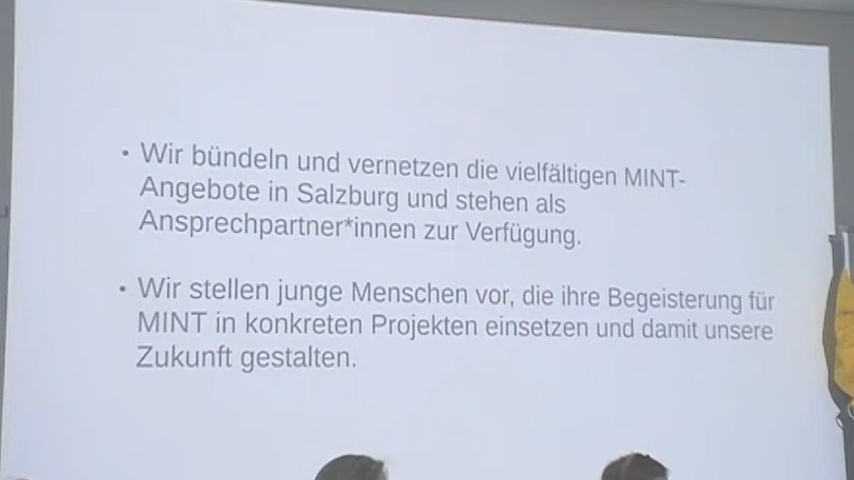 • Wir bündeln und vernetzen die vielfältigen MINT-
Angebote in Salzburg und stehen als
Ansprechpartner*innen zur Verfügung.
• Wir stellen junge Menschen vor, die ihre Begeisterung für
MINT in konkreten Projekten einsetzen und damit unsere
Zukunft gestalten.